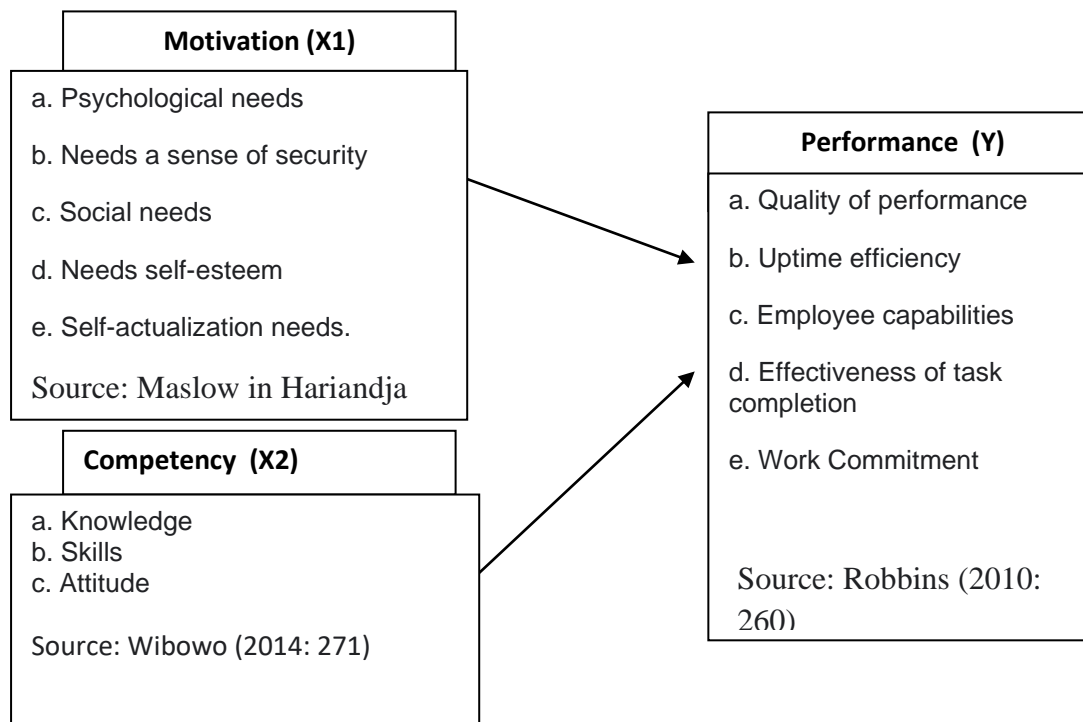 Motivation (X1)
a. Psychological needs
b. Needs a sense of security
c. Social needs
d. Needs self-esteem
e. Self-actualization needs.
Source: Maslow in Hariandja
Competency (X2)
a. Knowledge
b. Skills
c. Attitude
Source: Wibowo (2014: 271)
Performance (Y)
a. Quality of performance
b. Uptime efficiency
c. Employee capabilities
d. Effectiveness of task
completion
e. Work Commitment
Source: Robbins (2010:
260)